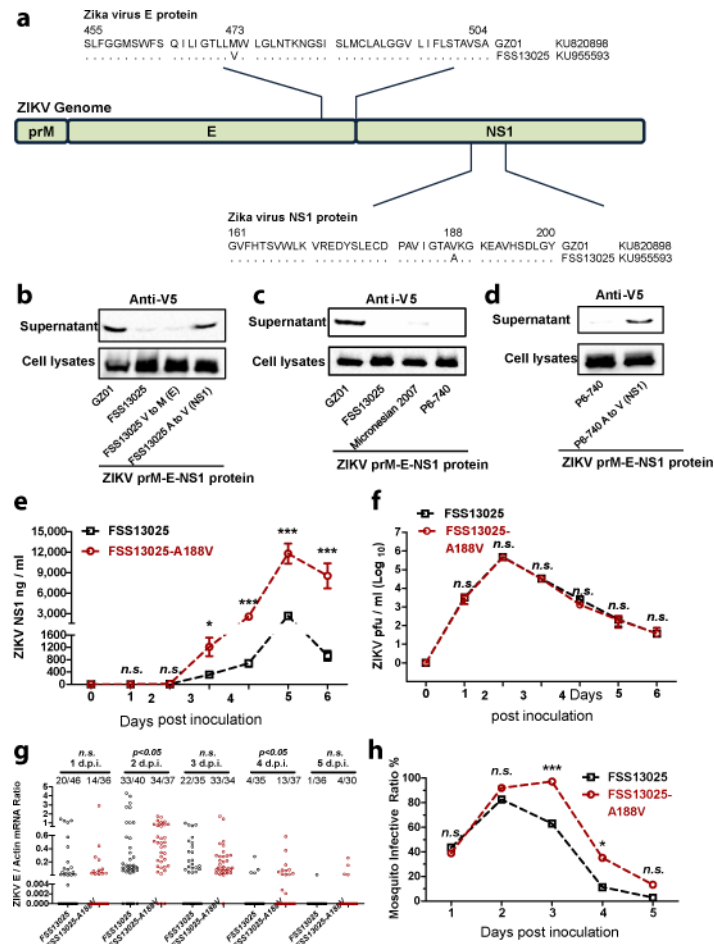 a
Zika virus E protein
455 473 504
SLFGGMSWFS QILIGTLLMW LGLNTKNGSI SLMCLALGGV LIFLSTAVSA GZ01 KU820898
.......... ........V. .......... .......... .......... FSS13025 KU955593
ZIKV Genome
prM E NS1
Zika virus NS1 protein
161 188 200
GVFHTSVWLK VREDYSLECD PAVIGTAVKG KEAVHSDLGY GZ01 KU820898
.......... .......... .......A.. .......... FSS13025 KU955593
b
Anti-V5
Supernatant
Cell lysates
GZ01
FSS13025
FSS13025 V to M (E)
FSS13025 A to V (NS1)
ZIKV prM-E-NS1 protein
c
Anti-V5
Supernatant
Cell lysates
GZ01
FSS13025
Micronesian 2007
P6-740
ZIKV prM-E-NS1 protein
d
Anti-V5
Supernatant
Cell lysates
P6-740
P6-740 A to V (NS1)
ZIKV prM-E-NS1 protein
e
FSS13025
FSS13025-A188V
ZIKV NS1 ng / ml
15,000
12,000
9,000
6,000
3,000
1600
1200
800
400
0
n.s. n.s. * *** *** ***
0 1 2 3 4 5 6
Days post inoculation
f
FSS13025
FSS13025-
A188V
ZIKV pfu / ml (Log 10)
7
6
5
4
3
2
1
0
n.s. n.s. n.s. n.s. n.s. n.s.
0 1 2 3 4 Days 5 6
post inoculation
g
n.s. p<0.05 n.s. p<0.05 n.s.
1 d.p.i. 2 d.p.i. 3 d.p.i. 4 d.p.i. 5 d.p.i.
20/46 14/36 33/40 34/37 22/35 33/34 4/35 13/37 1/36 4/30
ZIKV E / Actin mRNA Ratio
5
4
3
2
1
0.6
0.4
0.2
0.004
0.002
0.000
FSS13025 FSS13025-A188V FSS13025 FSS13025-A188V FSS13025 FSS13025-A188V FSS13025 FSS13025-A188V FSS13025 FSS13025-A188V
h
FSS13025
FSS13025-
A188V
Mosquito Infective Ratio %
100
80
60
40
20
0
n.s. n.s. *** * n.s.
1 2 3 4 5
Days post inoculation